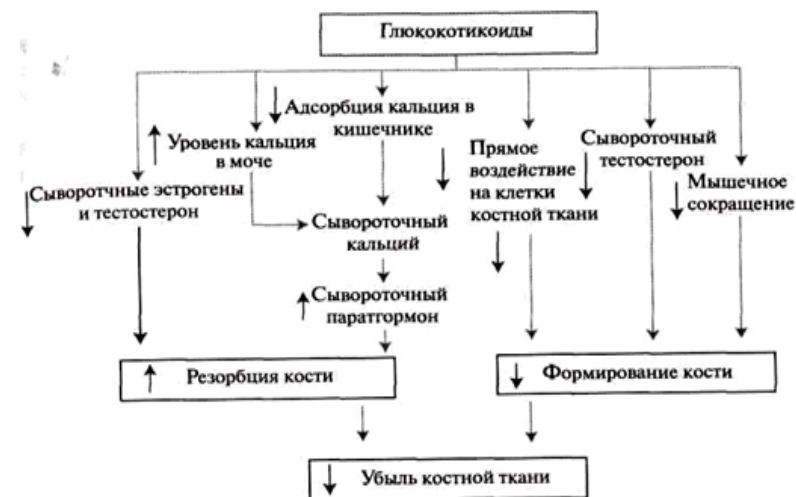 Глюкокотикоиды
Адсорбция кальция в
кишечнике
Уровень кальция
в моче
Сывортчные эстрогены
и тестостерон
Сывороточный
кальций
Сывороточный
паратгормон
Прямое
воздействие
на клетки
костной ткани
Сывороточный
тестостерон
Мышечное
сокращение
Резорбция кости
Формирование кости
Убыль костной ткани